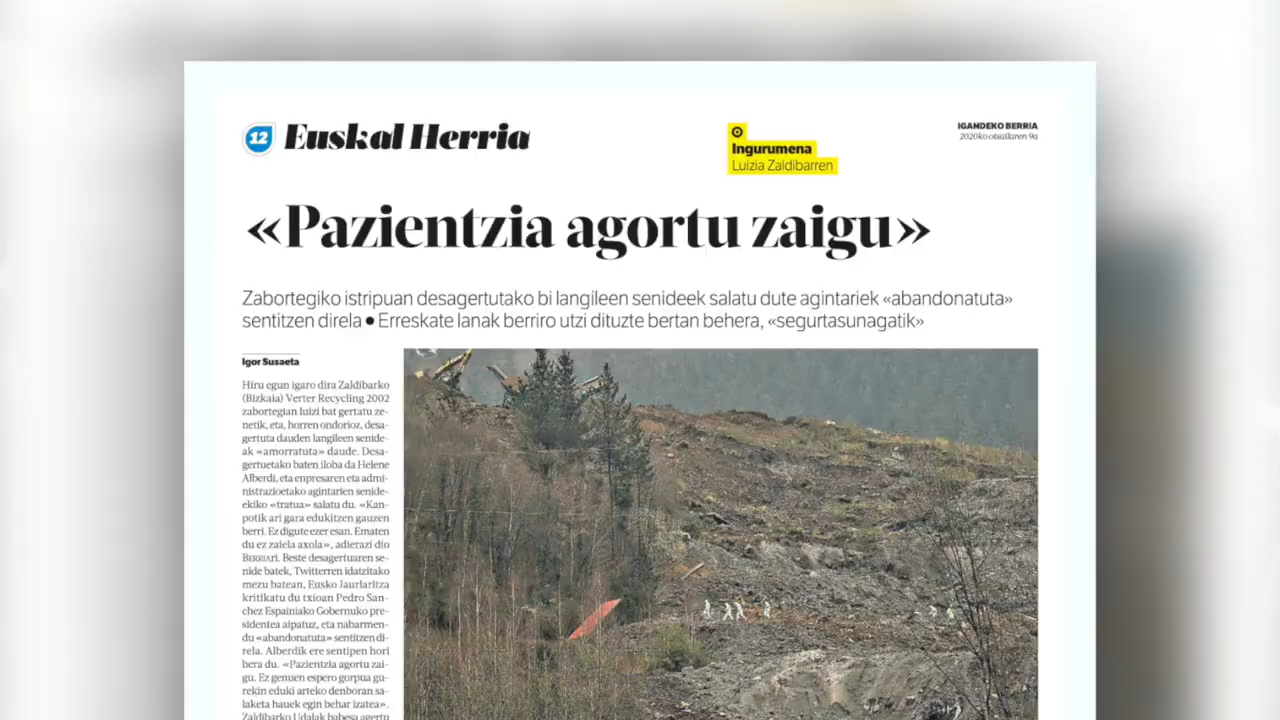 12 Euskal Herria
Ingurumena
Luizia Zaldibarren
IGANDEKO BERRIA
2020ko otsailaren 9a
«Pazientzia agortu zaigu»
Zabortegiko istripuan desagertutako bi langileen senideek salatu dute agintariek «abandonatuta»
sentitzen direla ● Erreskate lanak berriro utzi dituzte bertan behera, «segurtasunagatik»
Igor Susaeta
Hiru egun igaro dira Zaldibarko
(Bizkaia) Verter Recycling 2002
zabortegian luizi bat gertatu ze-
netik, eta, horren ondorioz, desa-
gertuta dauden langileen senide-
ak «amorratuta» daude. Desa-
gertuetako baten iloba da Helene
Alberdi, eta enpresaren eta admi-
nistrazioetako agintarien senide-
ekiko «tratua» salatu du. «Kan-
potik ari gara edukitzen gauzen
berri. Ez digute ezer esan. Ematen
du ez zaiela axola», adierazi dio
BERRIAri. Beste desagertuaren se-
nide batek, Twitterren idatzitako
mezu batean, Eusko Jaurlaritza
kritikatu du txioan Pedro San-
chez Espainiako Gobernuko pre-
sidentea aipatuz, eta nabarmen-
du «abandonatuta» sentitzen di-
rela. Alberdik ere sentipen hori
bera du. «Pazientzia agortu zai-
gu. Ez genuen espero gorpua gu-
rekin eduki arteko denboran sa-
laketa hauek egin behar izatea».
Zaldibarko Udalak babesa agertu